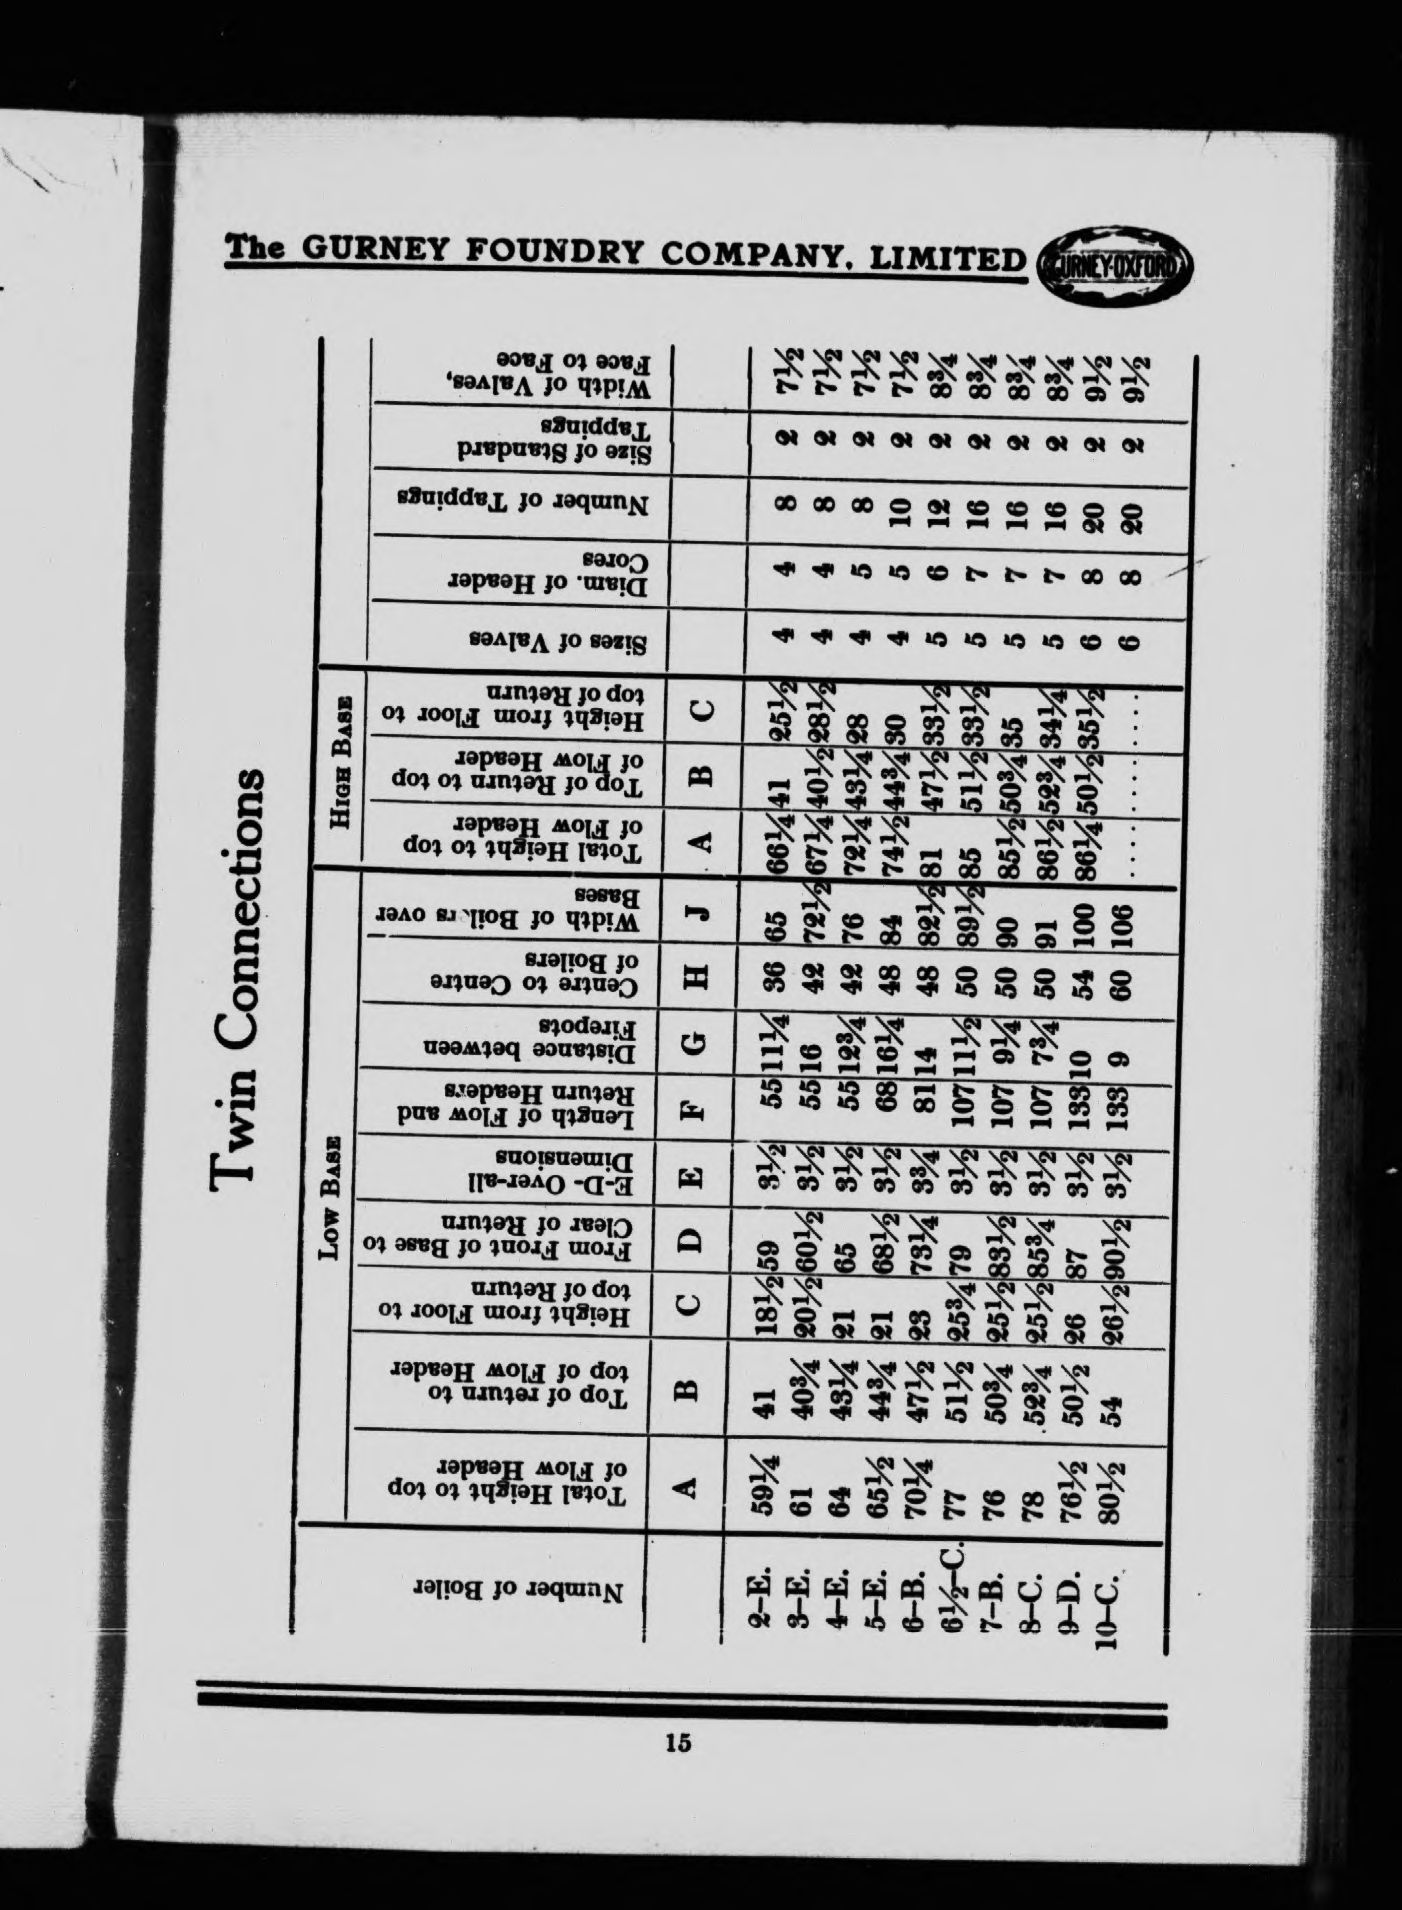 The GURNEY FOUNDRY COMPANY, LIMITED
GURNEY-OXFORD
Twin Connections
LOW BASE
HIGH BASE
Number of Boiler
Total Height to top
of Flow Header
Top of return to
top of Flow Header
Height from Floor to
top of Return
From Front of Base to
Clear of Return
E-D- Over-all
Dimensions
Length of Flow and
Return Headers
Distance between
Firepots
Centre to Centre
of Boilers
Width of Boilers over
Bases
Total Height to top
of Flow Header
Top of Return to top
of Flow Header
Height from Floor to
top of Return
Sizes of Valves
Diam. of Header
Cores
Number of Tappings
Size of Standard
Tappings
Width of Valves,
Face to Face
A B C D E F G H J A B C
2-E. 59¼ 41 18½ 59 3½ 55 11¼ 36 65 66¼ 41 25½ 4 4 8 2 7½
3-E. 61 40¾ 20½ 60½ 3½ 55 16 42 72½ 67¼ 40½ 28½ 4 4 8 2 7½
4-E. 64 43¼ 21 65 3½ 55 12¾ 42 76 72¼ 43¼ 28 4 5 8 2 7½
5-E. 65½ 44¾ 21 68½ 3½ 68 16¼ 48 84 74½ 44¾ 30 4 5 10 2 7½
6-B. 70¼ 47½ 23 73¼ 3¾ 81 14 48 82½ 81 47½ 33½ 5 6 12 2 8¾
6½-C. 77 51½ 25¾ 79 3½ 107 11½ 50 89½ 85 51½ 33½ 5 7 16 2 8¾
7-B. 76 50¾ 25½ 83½ 3½ 107 9¼ 50 90 85½ 50¾ 35 5 7 16 2 8¾
8-C. 78 52¾ 25½ 85¾ 3½ 107 7¾ 50 91 86½ 52¾ 34¼ 5 7 16 2 8¾
9-D. 76½ 50½ 26 87 3½ 133 10 54 100 86¼ 50½ 35½ 6 8 20 2 9½
10-C. 80½ 54 26½ 90½ 3½ 133 9 60 106 .... .... .... 6 8 20 2 9½
15